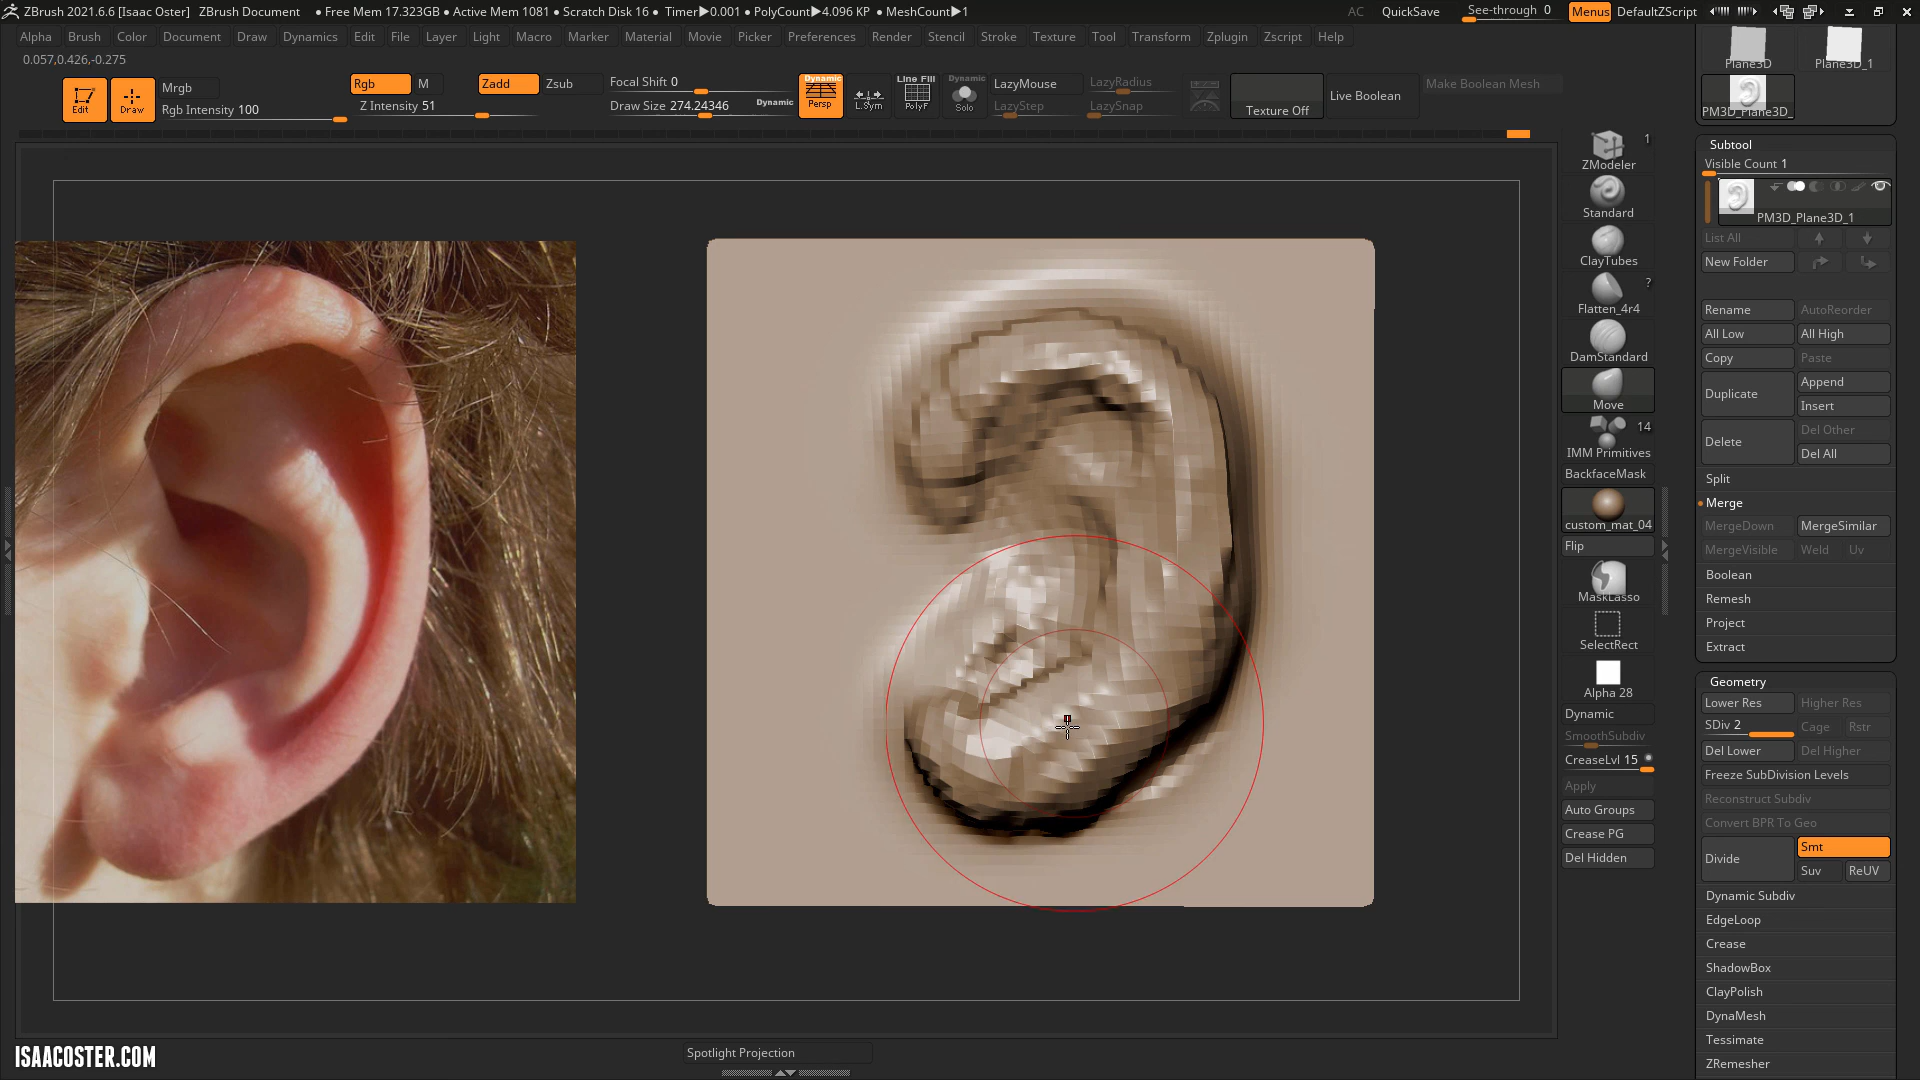 ZBrush 2021.6.6 [Isaac Oster] ZBrush Document • Free Mem 17.323GB • Active Mem 1081 • Scratch Disk 16 • Timer▶0.001 • PolyCount▶4.096 KP • MeshCount▶1 AC QuickSave See-through 0 Menus DefaultZScript
Alpha Brush Color Document Draw Dynamics Edit File Layer Light Macro Marker Material Movie Picker Preferences Render Stencil Stroke Texture Tool Transform Zplugin Zscript Help
0.057,0.426,-0.275
Edit
Draw
Mrgb
Rgb Intensity 100
Rgb M
Zadd Zsub
Z Intensity 51
Focal Shift 0
Draw Size 274.24346 Dynamic
Dynamic
Persp
L.Sym
Line Fill
PolyF
Dynamic
Solo
LazyMouse LazyRadius
LazyStep LazySnap
Texture Off
Live Boolean
Make Boolean Mesh
1
ZModeler
Standard
ClayTubes
?
Flatten_4r4
DamStandard
Move
14
IMM Primitives
BackfaceMask
custom_mat_04
Flip
MaskLasso
SelectRect
Alpha 28
Dynamic
SmoothSubdiv
CreaseLvl 15
Apply
Auto Groups
Crease PG
Del Hidden
Plane3D Plane3D_1
PM3D_Plane3D_
Subtool
Visible Count 1
PM3D_Plane3D_1
List All
New Folder
Rename AutoReorder
All Low All High
Copy Paste
Duplicate Append
Insert
Delete Del Other
Del All
Split
Merge
MergeDown MergeSimilar
MergeVisible Weld Uv
Boolean
Remesh
Project
Extract
Geometry
Lower Res Higher Res
SDiv 2 Cage Rstr
Del Lower Del Higher
Freeze SubDivision Levels
Reconstruct Subdiv
Convert BPR To Geo
Divide Smt
Suv ReUV
Dynamic Subdiv
EdgeLoop
Crease
ShadowBox
ClayPolish
DynaMesh
Tessimate
ZRemesher
ISAACOSTER.COM
Spotlight Projection